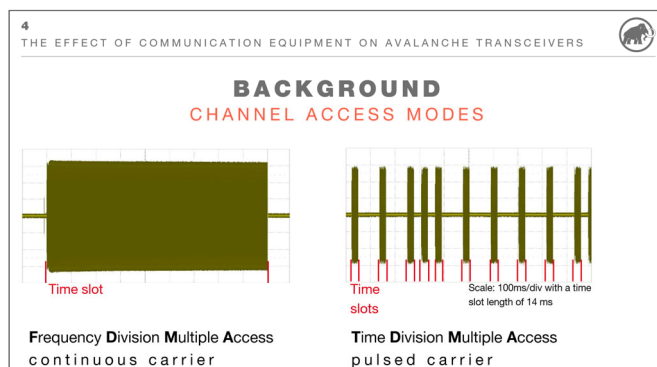 4
THE EFFECT OF COMMUNICATION EQUIPMENT ON AVALANCHE TRANSCEIVERS
BACKGROUND
CHANNEL ACCESS MODES
Time slot
Time
slots
Scale: 100ms/div with a time
slot length of 14 ms
Frequency Division Multiple Access
continuous carrier
Time Division Multiple Access
pulsed carrier